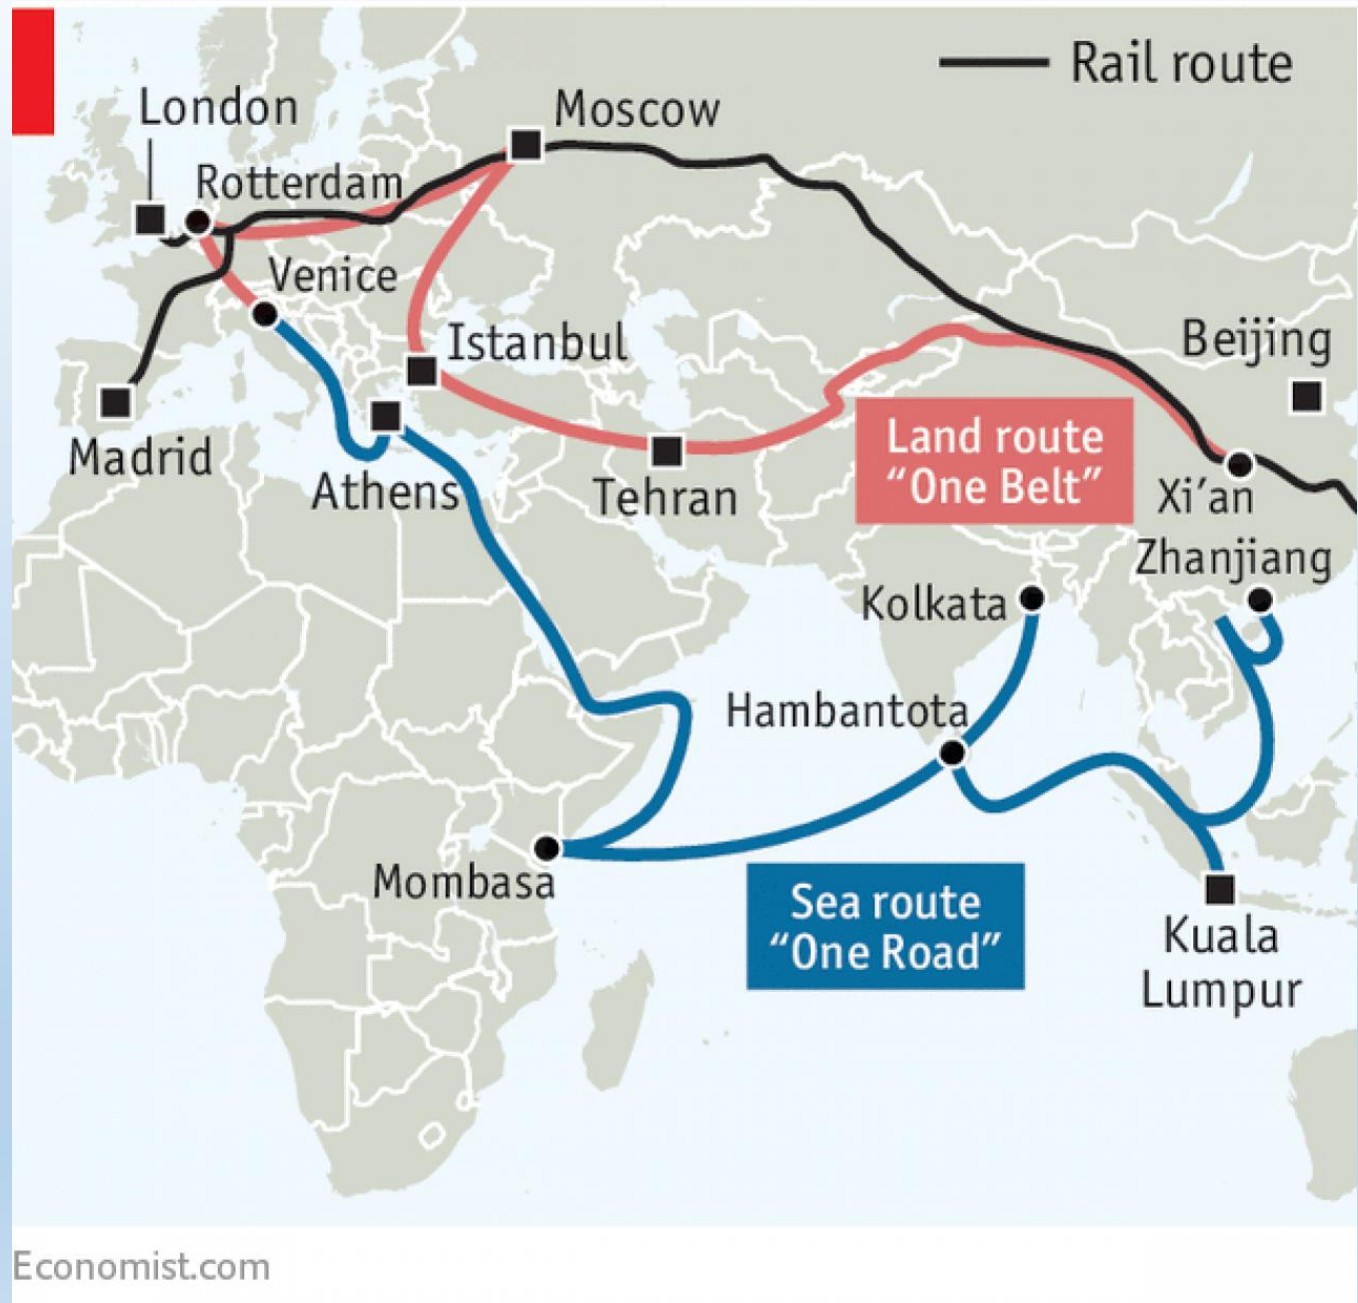 Rail route
London
Moscow
Rotterdam
Venice
Istanbul
Beijing
Madrid
Athens
Tehran
Land route
“One Belt”
Xi’an
Zhanjiang
Kolkata
Hambantota
Mombasa
Sea route
“One Road”
Kuala
Lumpur
Economist.com